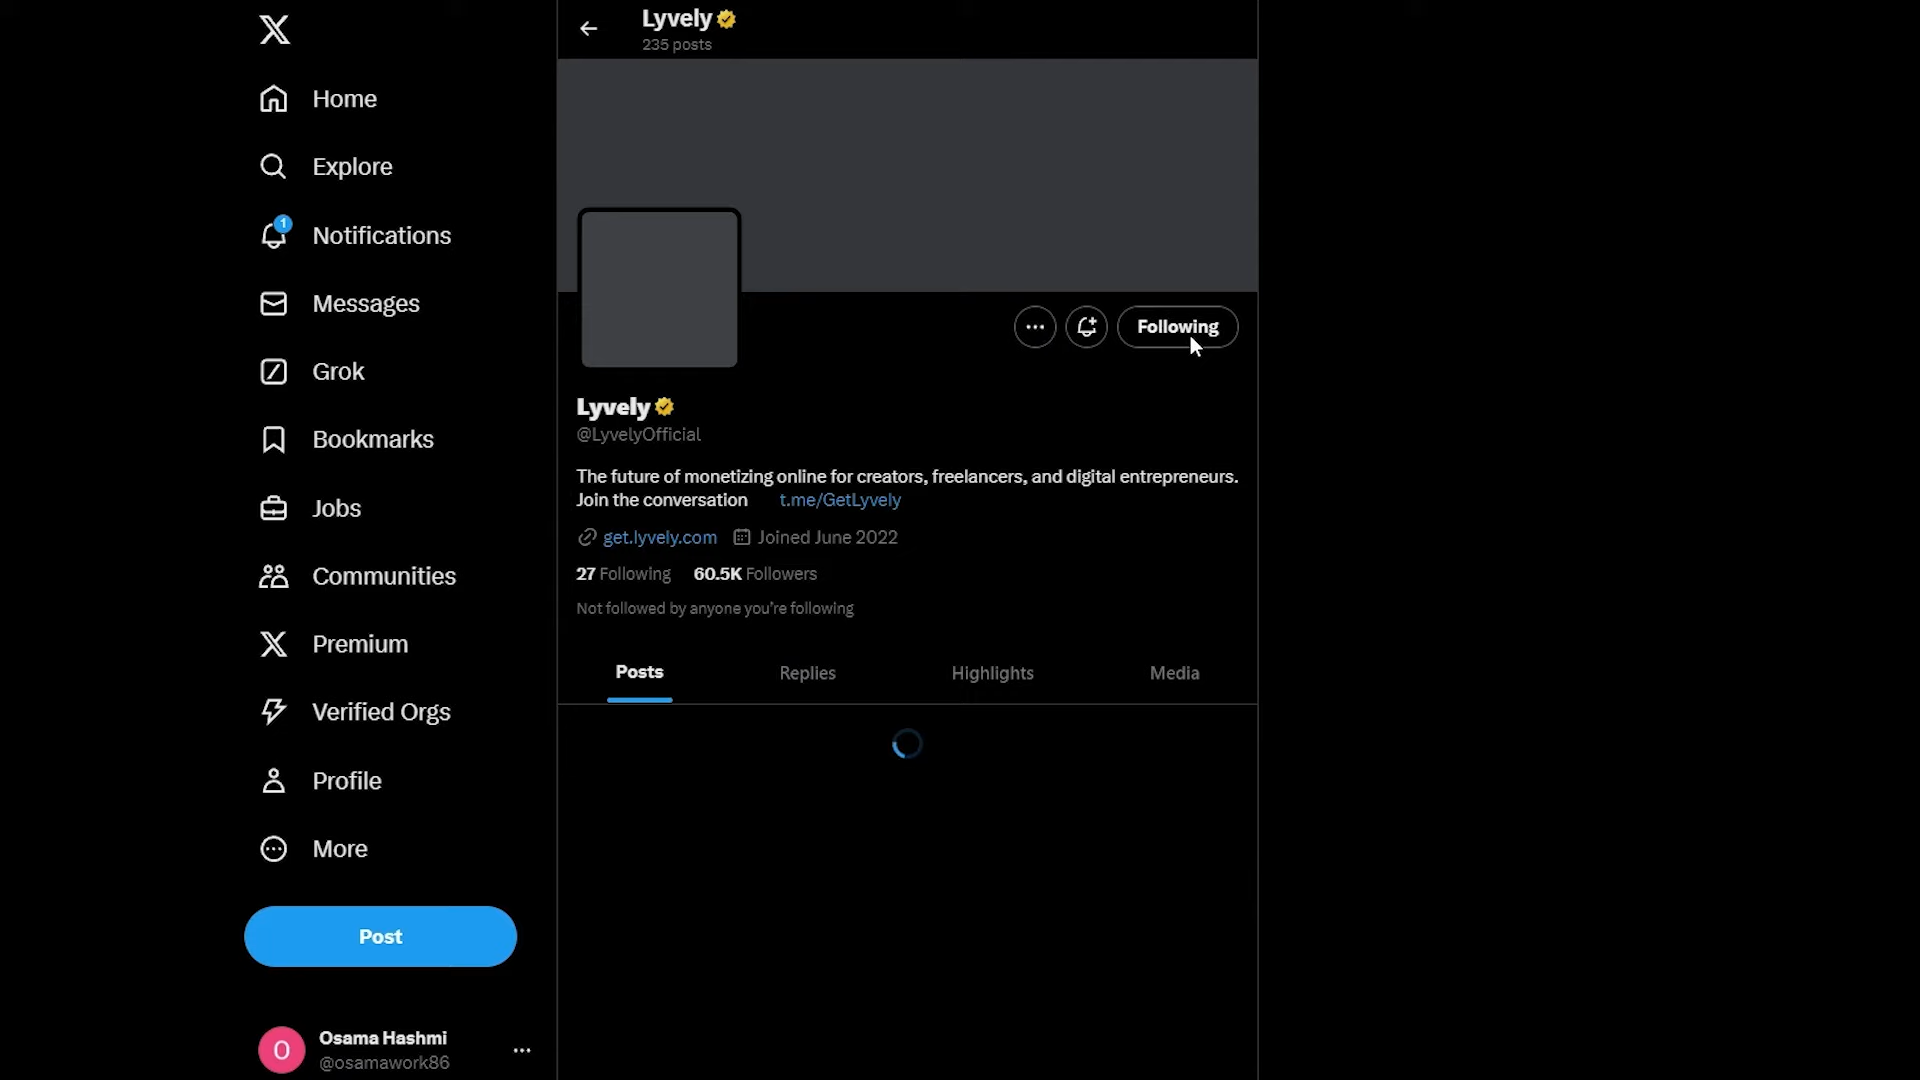 Home
Explore
1
Notifications
Messages
Grok
Bookmarks
Jobs
Communities
Premium
Verified Orgs
Profile
More
Post
O
Osama Hashmi
@osamawork86
Lyvely
235 posts
Following
Lyvely
@LyvelyOfficial
The future of monetizing online for creators, freelancers, and digital entrepreneurs.
Join the conversation t.me/GetLyvely
get.lyvely.com Joined June 2022
27 Following 60.5K Followers
Not followed by anyone you're following
Posts Replies Highlights Media